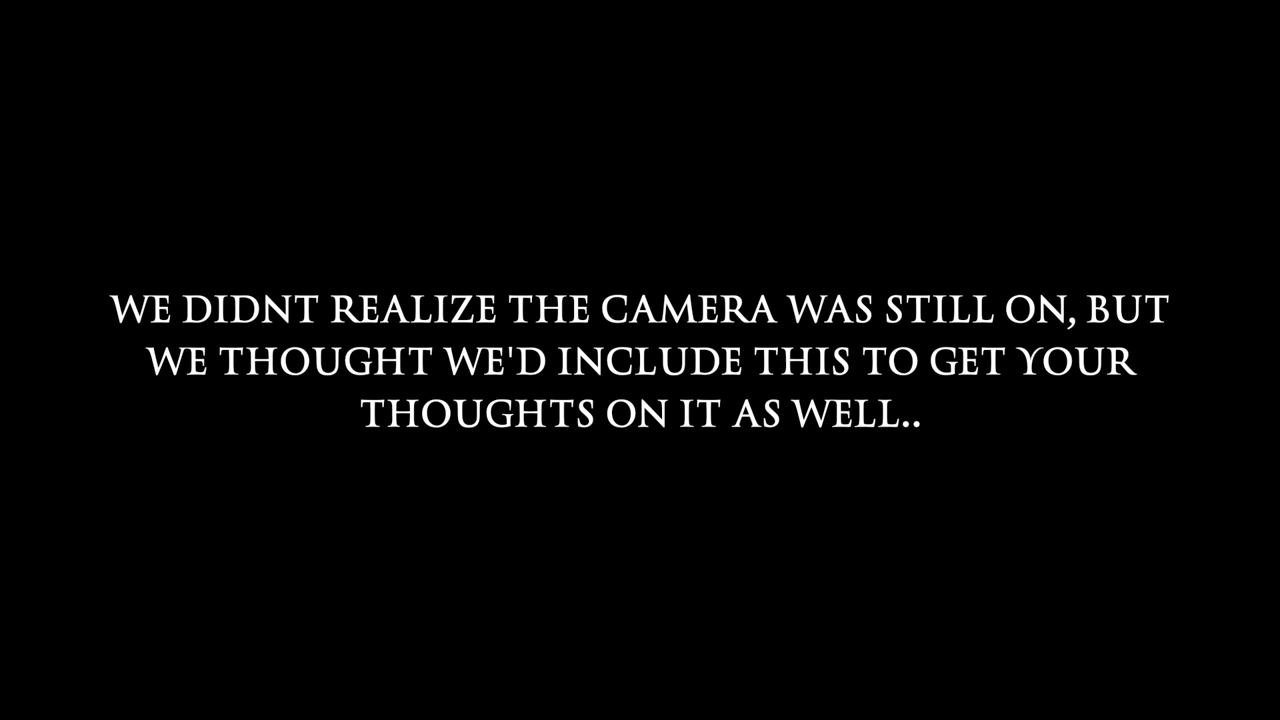 WE DIDNT REALIZE THE CAMERA WAS STILL ON, BUT
WE THOUGHT WE'D INCLUDE THIS TO GET YOUR
THOUGHTS ON IT AS WELL..